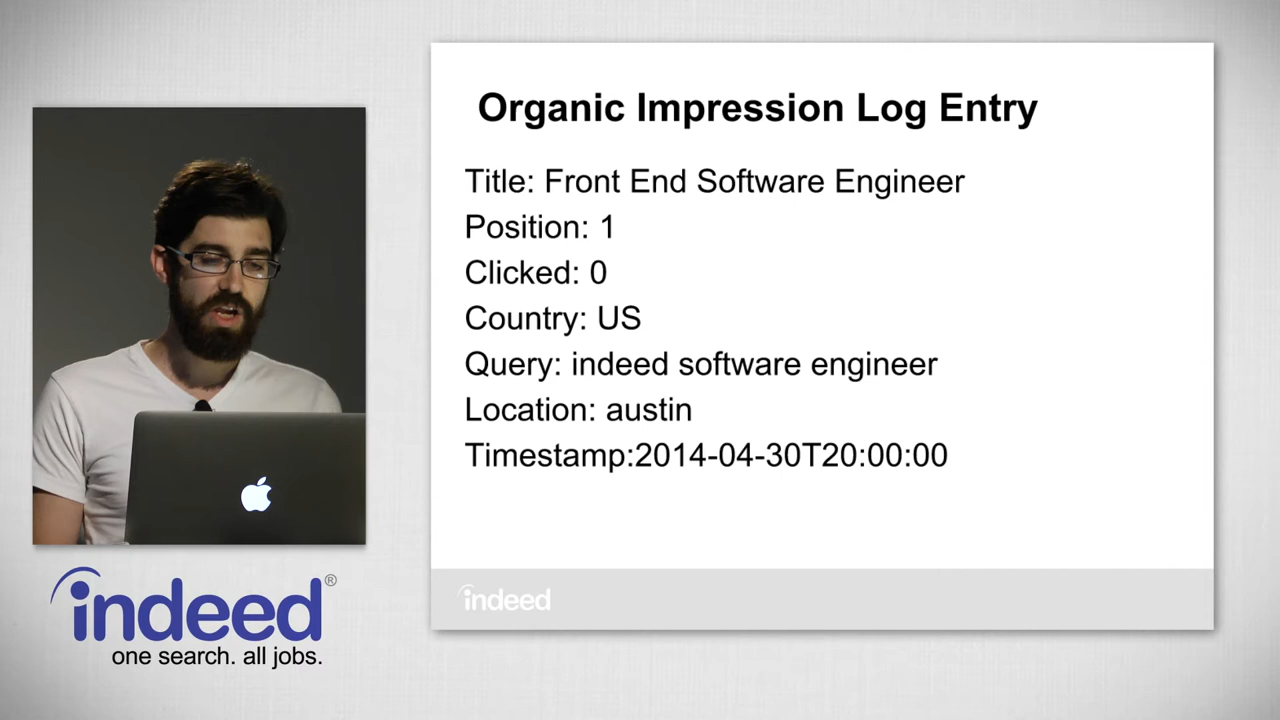 Organic Impression Log Entry
Title: Front End Software Engineer
Position: 1
Clicked: 0
Country: US
Query: indeed software engineer
Location: austin
Timestamp:2014-04-30T20:00:00
indeed
indeed®
one search. all jobs.